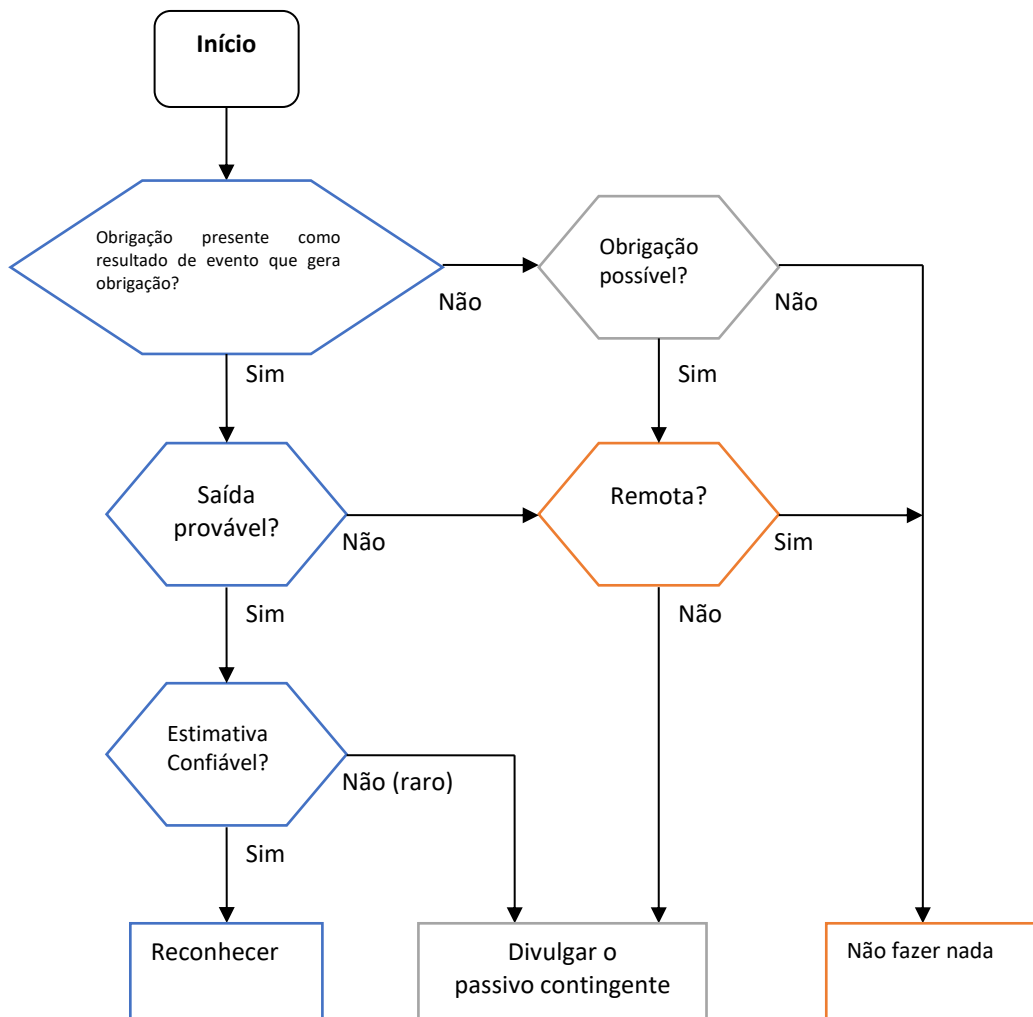 Início
Obrigação presente como
resultado de evento que gera
obrigação?
Não
Obrigação
possível?
Não
Sim
Sim
Saída
provável?
Não
Remota?
Sim
Sim
Não
Estimativa
Confiável?
Não (raro)
Sim
Reconhecer
Divulgar o
passivo contingente
Não fazer nada